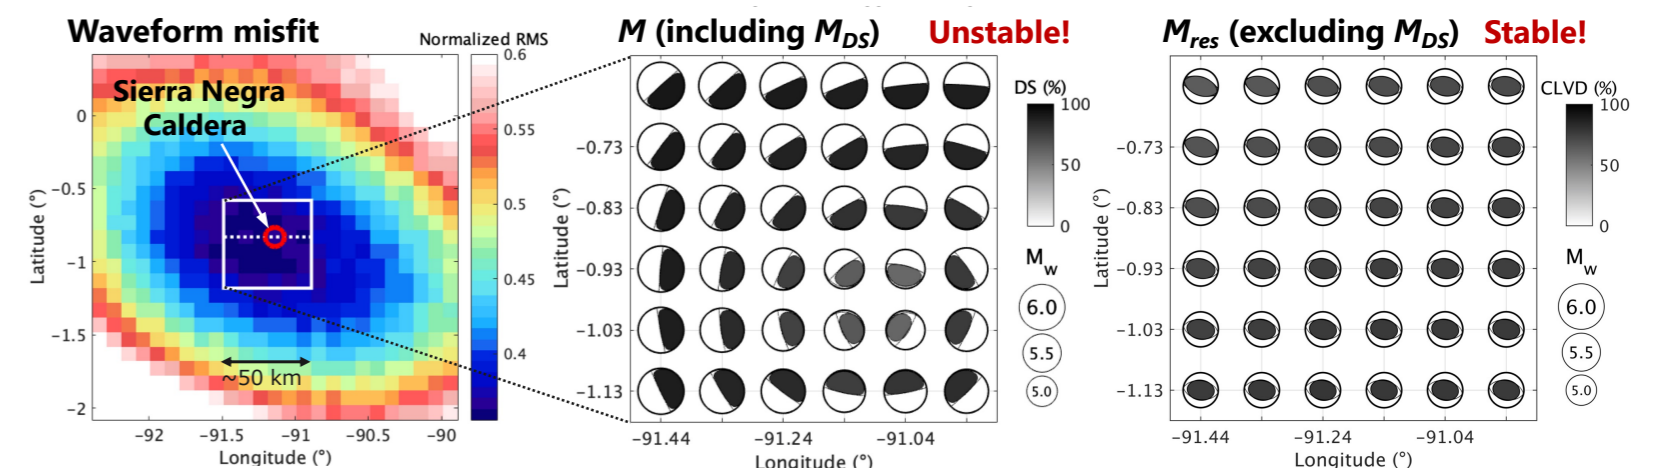 Waveform misfit
Normalized RMS
Sierra Negra
Caldera
~50 km
0
−0.5
−1
−1.5
−2
Latitude (°)
−92
−91.5
−91
−90.5
−90
Longitude (°)
0.6
0.55
0.5
0.45
0.4
M (including MDS) Unstable!
−0.73
−0.83
−0.93
−1.03
−1.13
Latitude (°)
−91.44
−91.24
−91.04
Longitude (°)
DS (%)
100
50
0
Mw
6.0
5.5
5.0
Mres (excluding MDS) Stable!
−0.73
−0.83
−0.93
−1.03
−1.13
Latitude (°)
−91.44
−91.24
−91.04
Longitude (°)
CLVD (%)
100
50
0
Mw
6.0
5.5
5.0